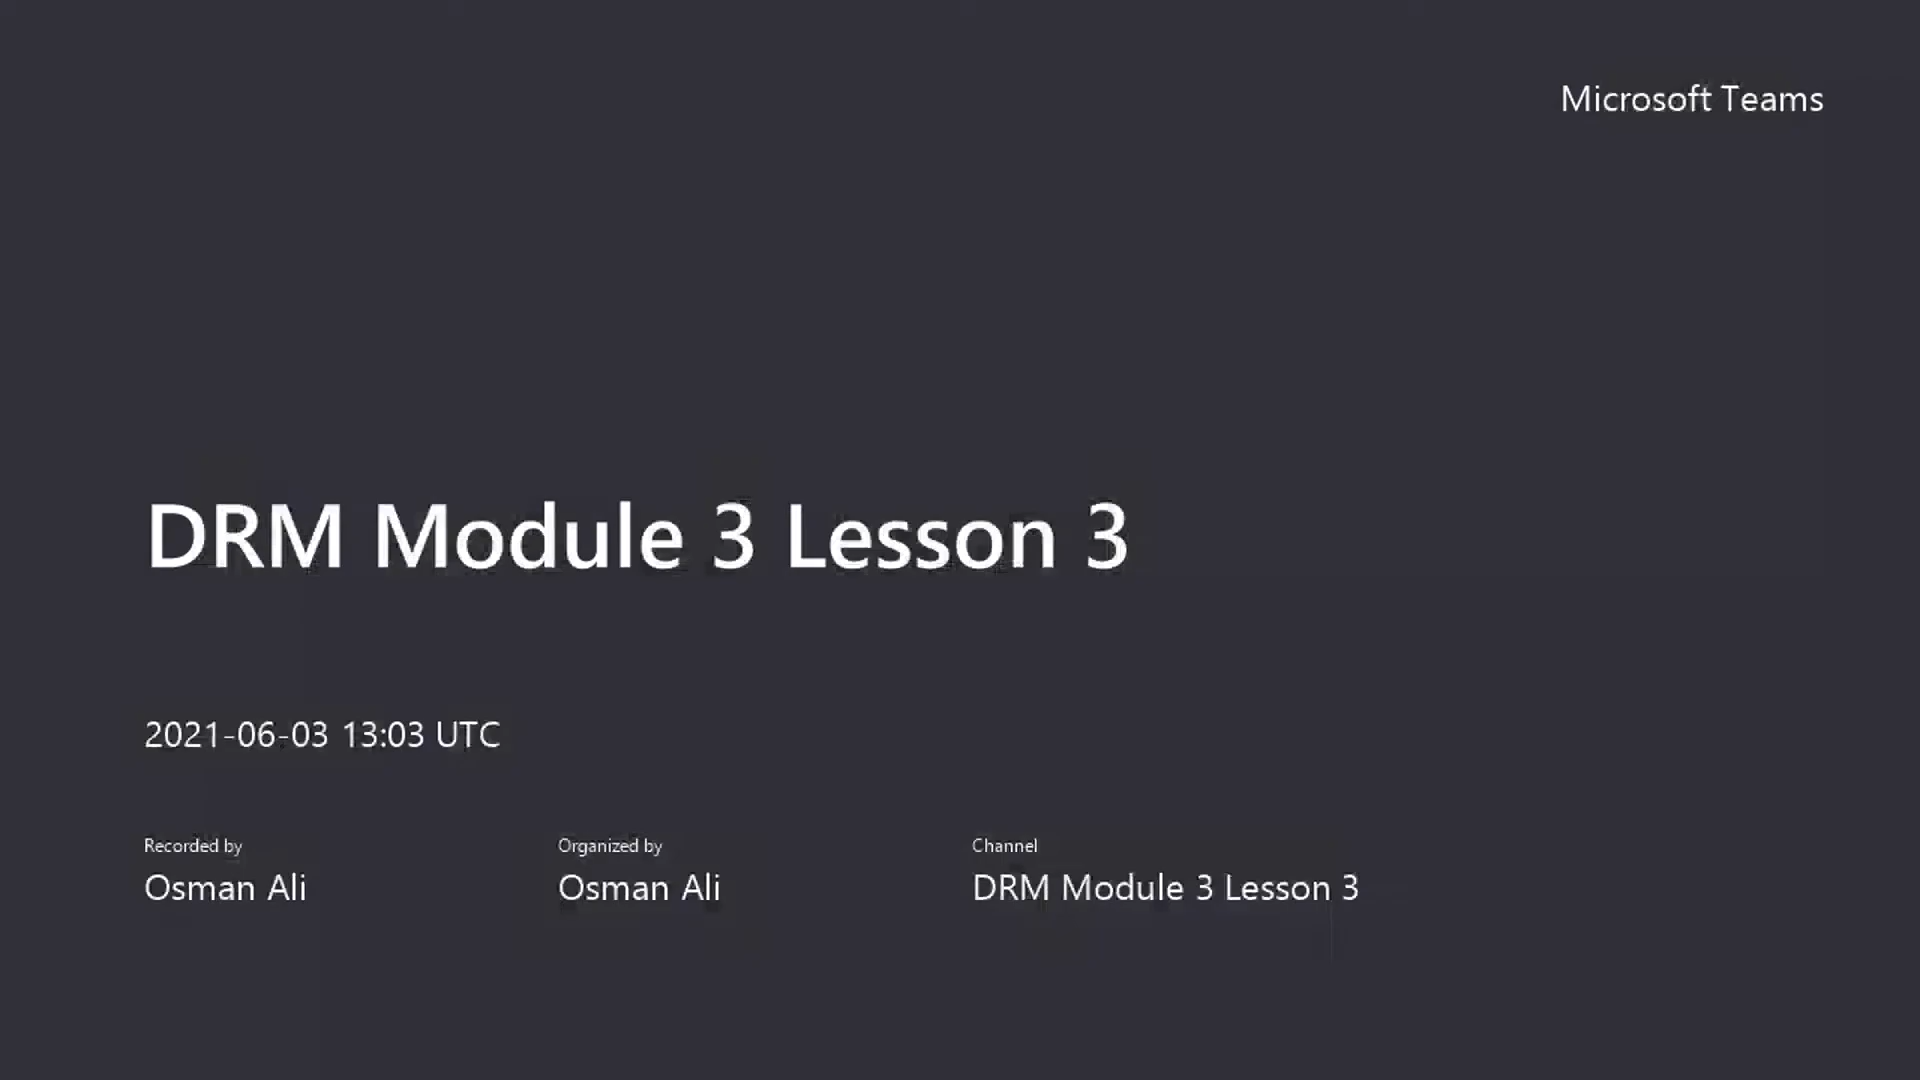 Microsoft Teams
DRM Module 3 Lesson 3
2021-06-03 13:03 UTC
Recorded by
Osman Ali
Organized by
Osman Ali
Channel
DRM Module 3 Lesson 3